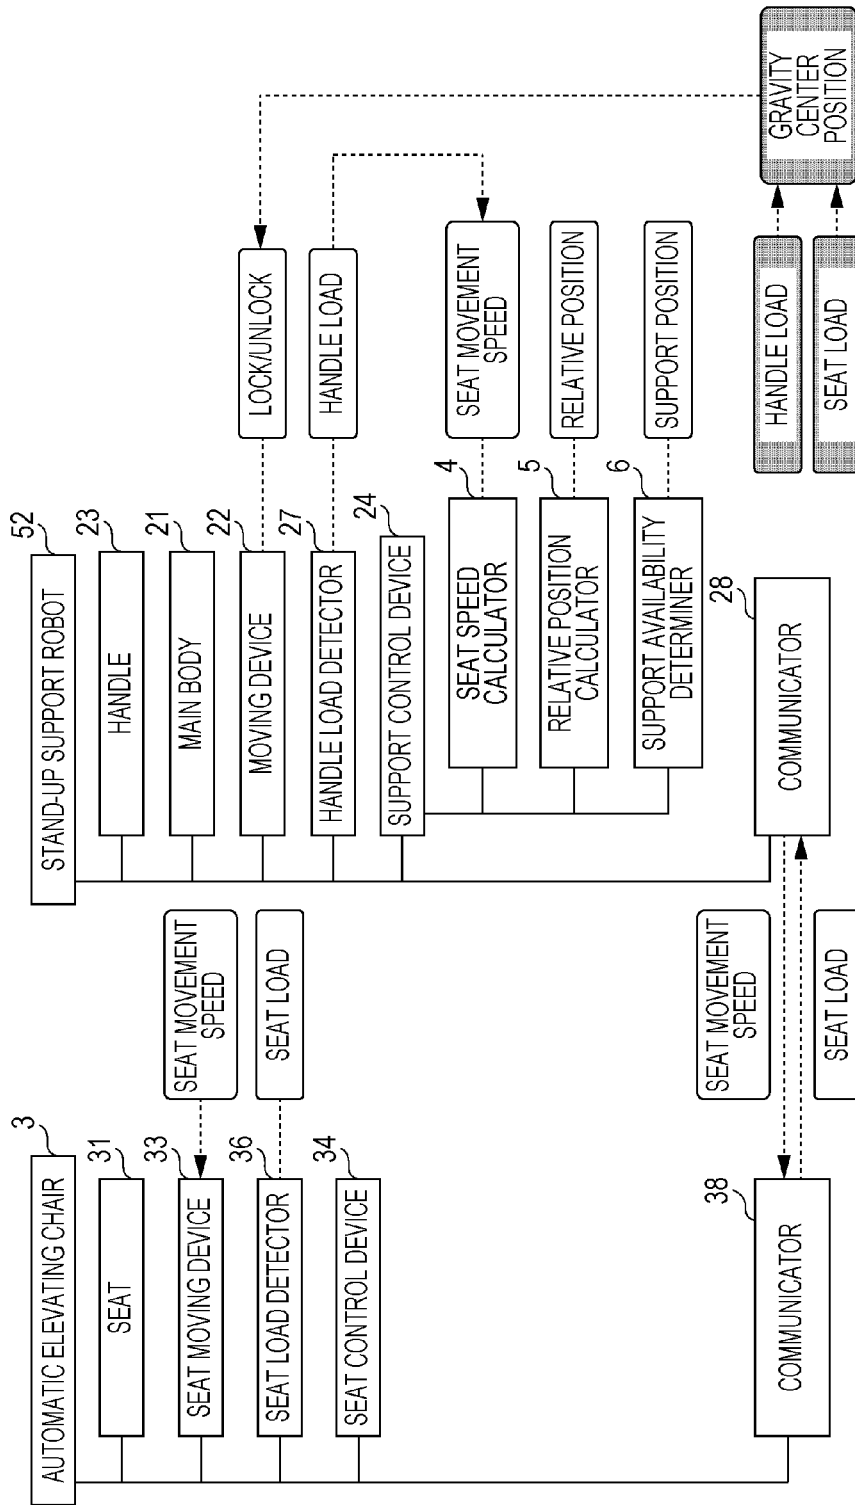 AUTOMATIC ELEVATING CHAIR
3
SEAT
31
SEAT MOVING DEVICE
33
SEAT LOAD DETECTOR
36
SEAT CONTROL DEVICE
34
COMMUNICATOR
38
SEAT MOVEMENT
SPEED
SEAT LOAD
SEAT MOVEMENT
SPEED
SEAT LOAD
STAND-UP SUPPORT ROBOT
52
HANDLE
23
MAIN BODY
21
MOVING DEVICE
22
HANDLE LOAD DETECTOR
27
SUPPORT CONTROL DEVICE
24
SEAT SPEED
CALCULATOR
4
RELATIVE POSITION
CALCULATOR
5
SUPPORT AVAILABILITY
DETERMINER
6
COMMUNICATOR
28
LOCK/UNLOCK
HANDLE LOAD
SEAT MOVEMENT
SPEED
RELATIVE POSITION
SUPPORT POSITION
HANDLE LOAD
SEAT LOAD
GRAVITY
CENTER
POSITION